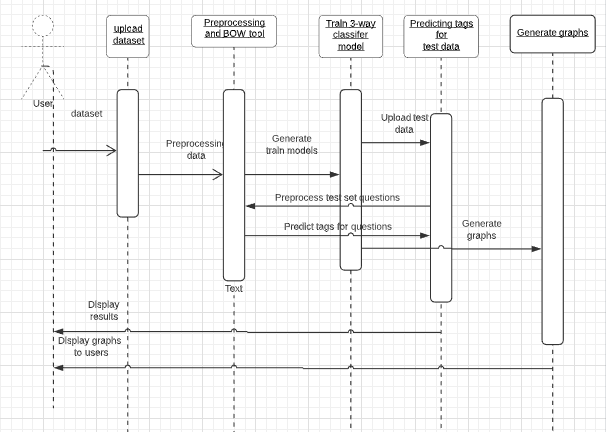 upload
dataset
Preprocessing
and BOW tool
Train 3-way
classifer
model
Predicting tags
for
test data
Generate graphs
User
dataset
Preprocessing
data
Generate
train models
Upload test
data
Preprocess test set questions
Predict tags for questions
Generate
graphs
Text
Display
results
Display graphs
to users